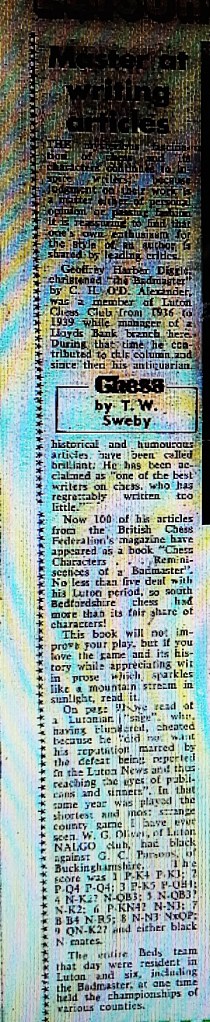 Master at
writing
articles
judgment on their work is
one's own enthusiasm for
the style of an author is
shared by leading critics.
Geoffrey Harber Diggle,
christened "the Badmaster"
by C. H. O'D. Alexander,
was a member of Luton
Chess Club from 1936 to
1939 while manager of a
Lloyds Bank branch here.
During that time he con-
tributed to this column and
since then his antiquarian,
Chess
by T. W.
Sweby
historical and humourous
articles have been called
brilliant. He has been ac-
claimed as "one of the best
writers on chess, who has
regrettably written too
little."
Now 100 of his articles
from the British Chess
Federation's magazine have
appeared as a book "Chess
Characters — Remini-
scences of a Badmaster".
No less than five deal with
his Luton period, so south
Bedfordshire chess had
more than its fair share of
characters!
This book will not im-
prove your play, but if you
love the game and its his-
tory while appreciating wit
in prose which sparkles
like a mountain stream in
sunlight, read it.
On page we read of
a Lutonian "sage" who,
having blundered, cheated
because he did not want
his reputation marred by
the defeat being reported
in the Luton News and thus
reaching the eyes of publi-
cans and sinners". In that
same year was played the
shortest and most strange
county game I have ever
seen. W. G. Oliver, of Luton
NALGO club, had black
against G. C. Parsons, of
Buckinghamshire. The
score was 1 P-K4 P-K3; 2
P-Q4 P-Q4; 3 P-K5 P-QB4;
4 N-K2? N-QB3; 5 N-QB3?
N-K2; 6 P-KN4? N-N3; 7
B-B4 N-R5; 8 N-N3 NxQP;
9 QN-K2? and either black
N mates.
The entire Beds team
that day were resident in
Luton and six, including
the Badmaster, at one time
held the championships of
various counties.